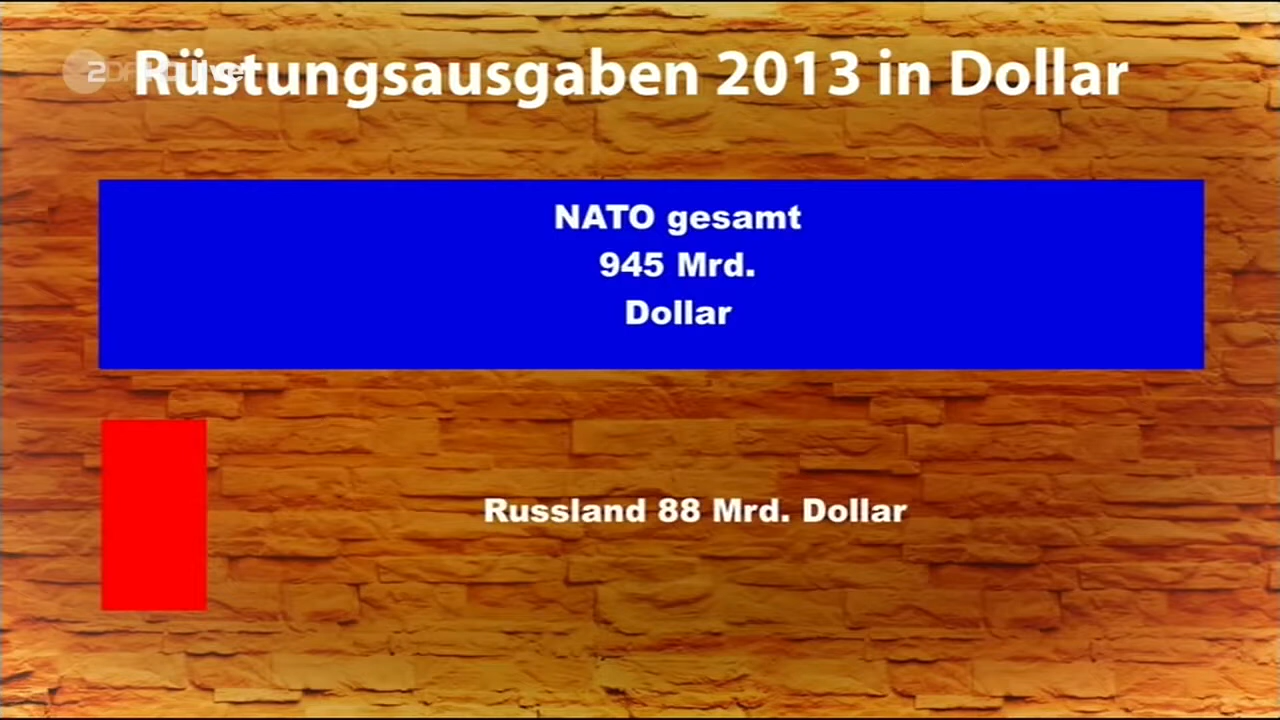 Rüstungsausgaben 2013 in Dollar
NATO gesamt
945 Mrd.
Dollar
Russland 88 Mrd. Dollar